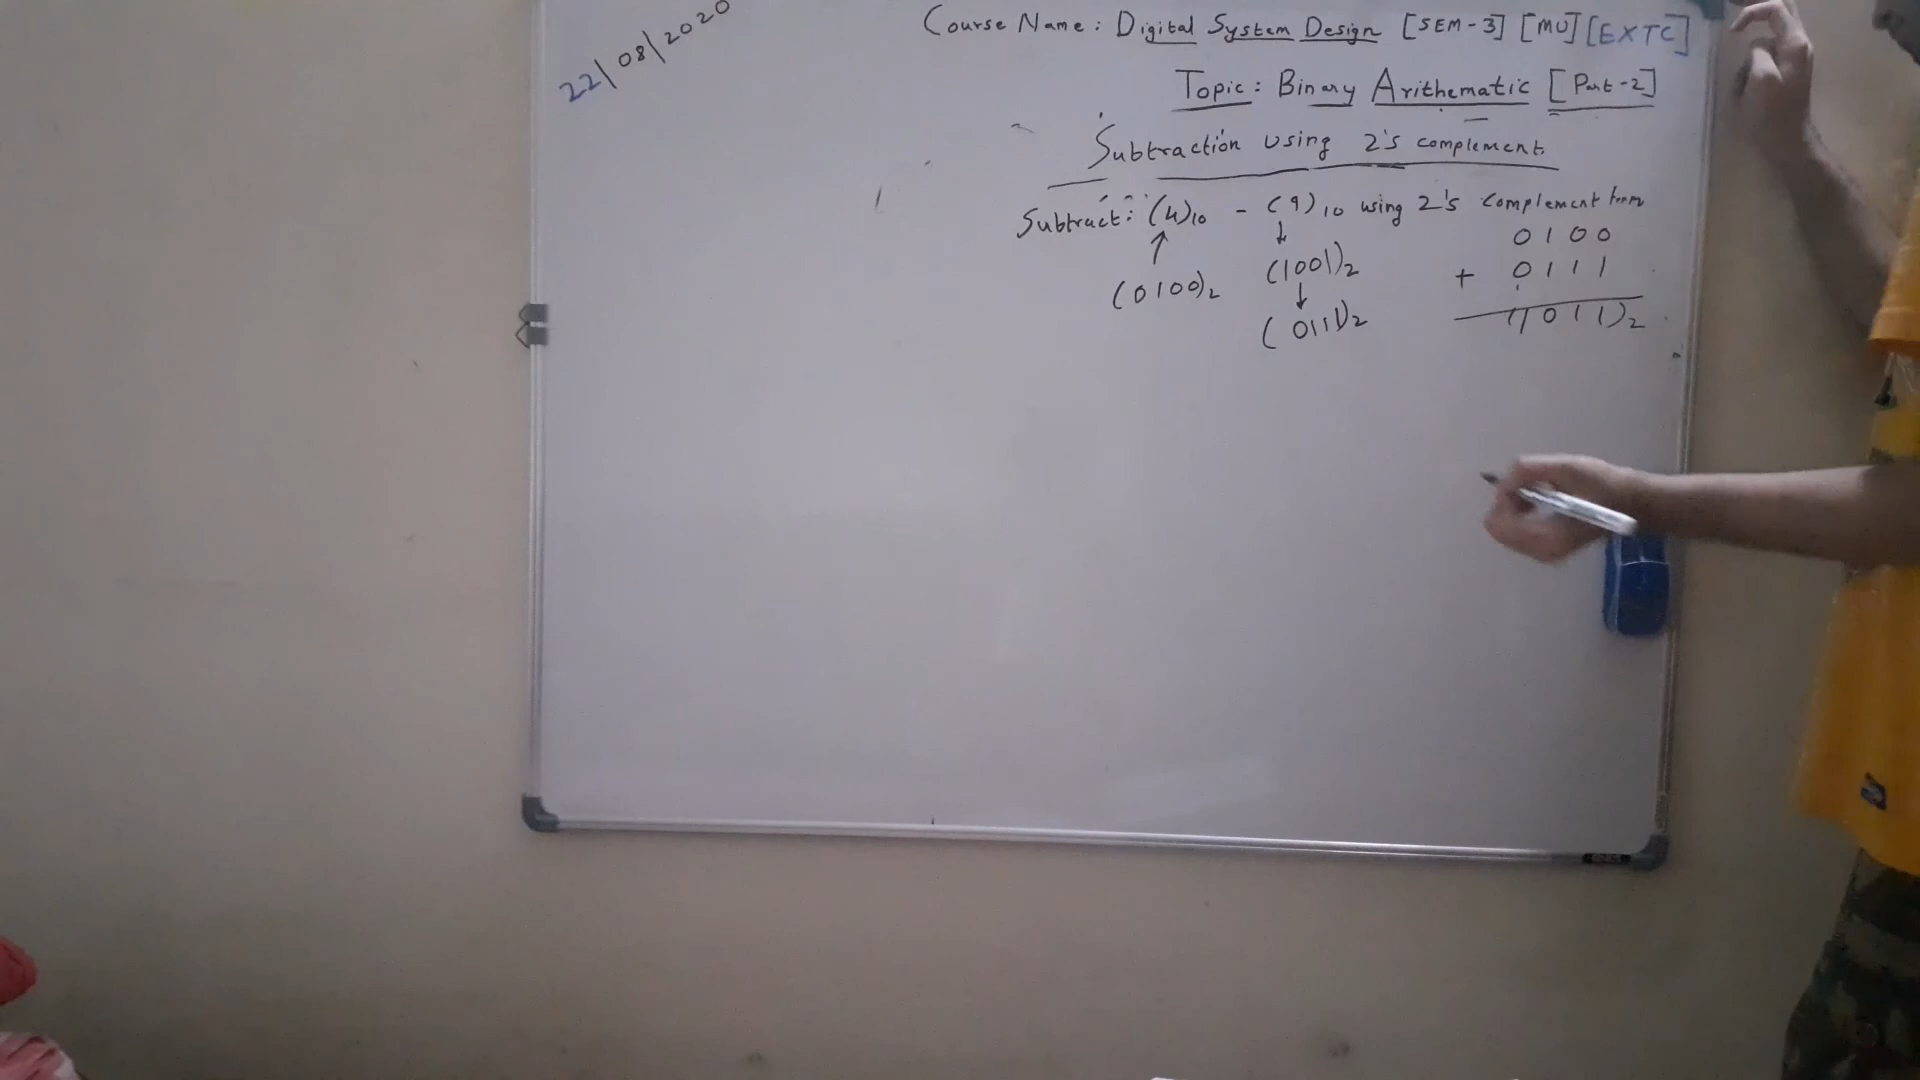 22/08/2020
Course Name: Digital System Design [SEM-3] [MU] [EXTC]
Topic: Binary Arithematic [Part-2]
Subtraction using 2's complement.
Subtract: (4)10 - (9)10 using 2's complement from
(0100)2
(1001)2
(0111)2
0100
+ 0111
(1011)2